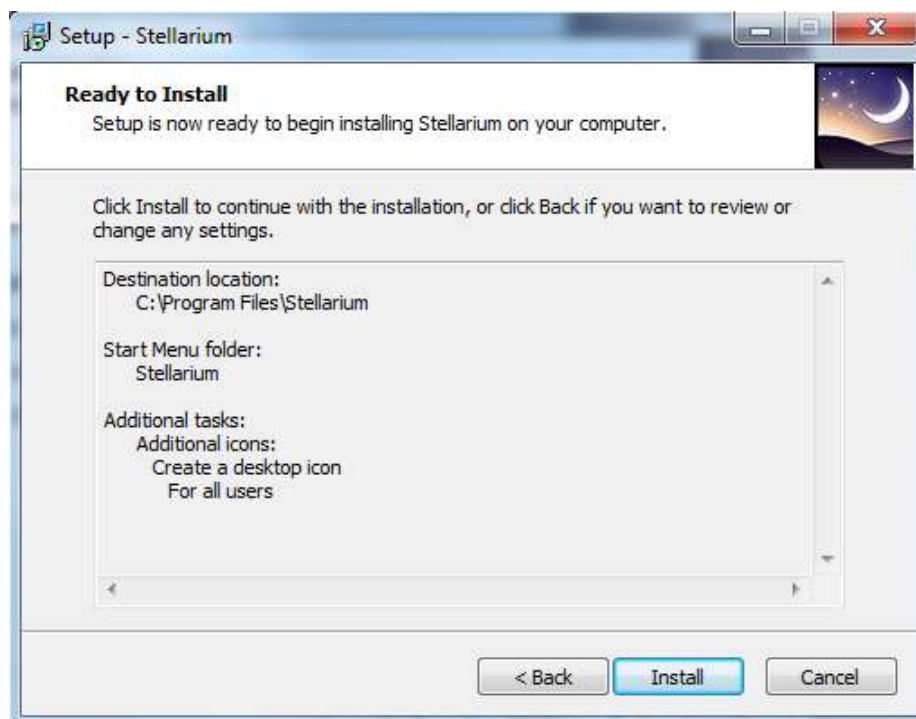 Setup - Stellarium
Ready to Install
Setup is now ready to begin installing Stellarium on your computer.
Click Install to continue with the installation, or click Back if you want to review or
change any settings.
Destination location:
C:\Program Files\Stellarium
Start Menu folder:
Stellarium
Additional tasks:
Additional icons:
Create a desktop icon
For all users
< Back Install Cancel